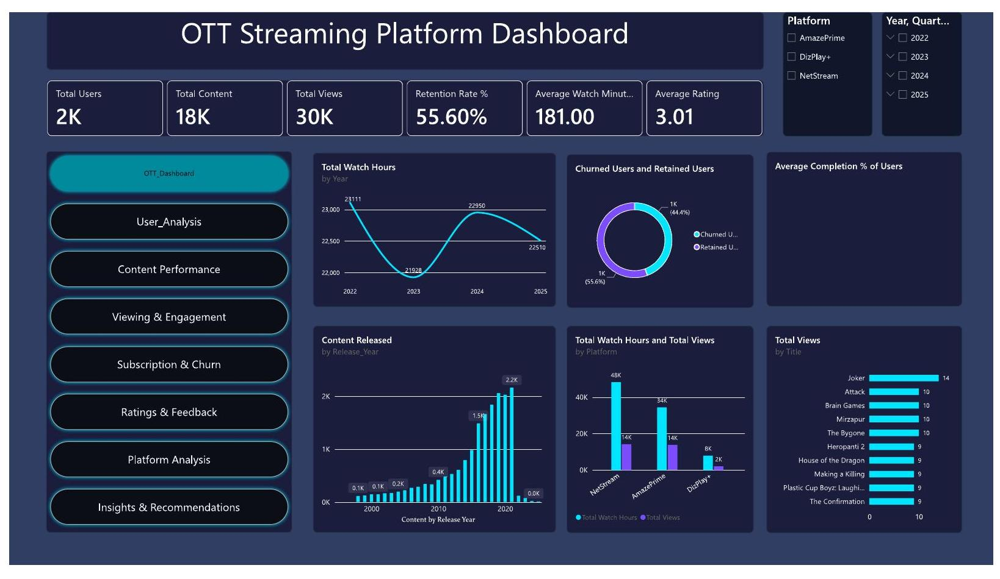 OTT Streaming Platform Dashboard
Platform
AmazePrime
DizPlay+
NetStream
Year, Quart...
2022
2023
2024
2025
Total Users
2K
Total Content
18K
Total Views
30K
Retention Rate %
55.60%
Average Watch Minut...
181.00
Average Rating
3.01
OTT_Dashboard
User_Analysis
Content Performance
Viewing & Engagement
Subscription & Churn
Ratings & Feedback
Platform Analysis
Insights & Recommendations
Total Watch Hours
by Year
23111
23,000
22950
22,500
22510
22,000
21928
2022 2023 2024 2025
Churned Users and Retained Users
1K
(44.4%)
Churned U...
Retained U...
1K
(55.6%)
Average Completion % of Users
Content Released
by Release_Year
2.2K
2K
1.5K
1K
0.4K
0.1K 0.1K 0.2K
0.0K
0K
2000 2010 2020
Content by Release Year
Total Watch Hours and Total Views
by Platform
48K
40K
34K
20K
14K
14K
8K
2K
0K
NetStream AmazePrime DizPlay+
Total Watch Hours Total Views
Total Views
by Title
Joker 14
Attack 10
Brain Games 10
Mirzapur 10
The Bygone 10
Heropanti 2 9
House of the Dragon 9
Making a Killing 9
Plastic Cup Boyz: Laughi... 9
The Confirmation 9
0 10